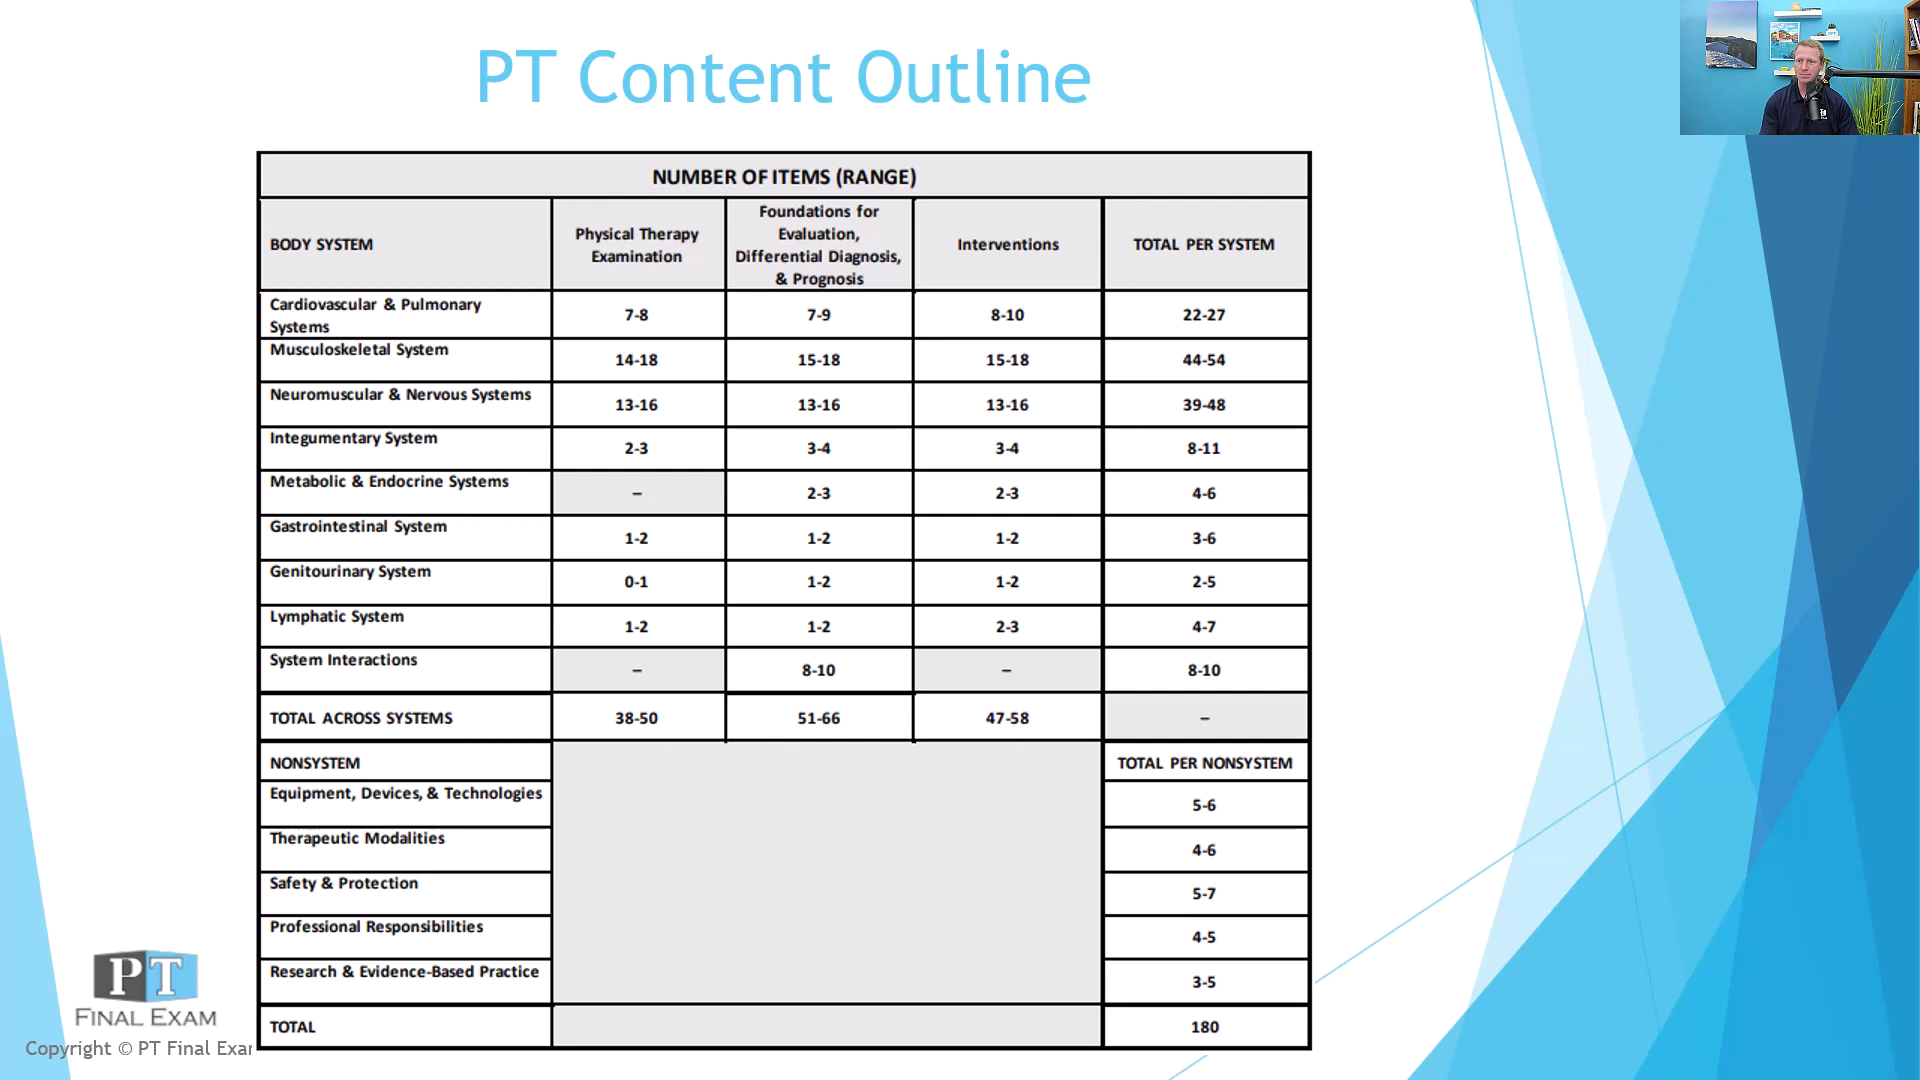 PT Content Outline
NUMBER OF ITEMS (RANGE)
BODY SYSTEM
Physical Therapy
Examination
Foundations for
Evaluation,
Differential Diagnosis,
& Prognosis
Interventions
TOTAL PER SYSTEM
Cardiovascular & Pulmonary
Systems
7-8
7-9
8-10
22-27
Musculoskeletal System
14-18
15-18
15-18
44-54
Neuromuscular & Nervous Systems
13-16
13-16
13-16
39-48
Integumentary System
2-3
3-4
3-4
8-11
Metabolic & Endocrine Systems
–
2-3
2-3
4-6
Gastrointestinal System
1-2
1-2
1-2
3-6
Genitourinary System
0-1
1-2
1-2
2-5
Lymphatic System
1-2
1-2
2-3
4-7
System Interactions
–
8-10
–
8-10
TOTAL ACROSS SYSTEMS
38-50
51-66
47-58
–
NONSYSTEM
TOTAL PER NONSYSTEM
Equipment, Devices, & Technologies
5-6
Therapeutic Modalities
4-6
Safety & Protection
5-7
Professional Responsibilities
4-5
Research & Evidence-Based Practice
3-5
TOTAL
180
PT
FINAL EXAM
Copyright © PT Final Exar